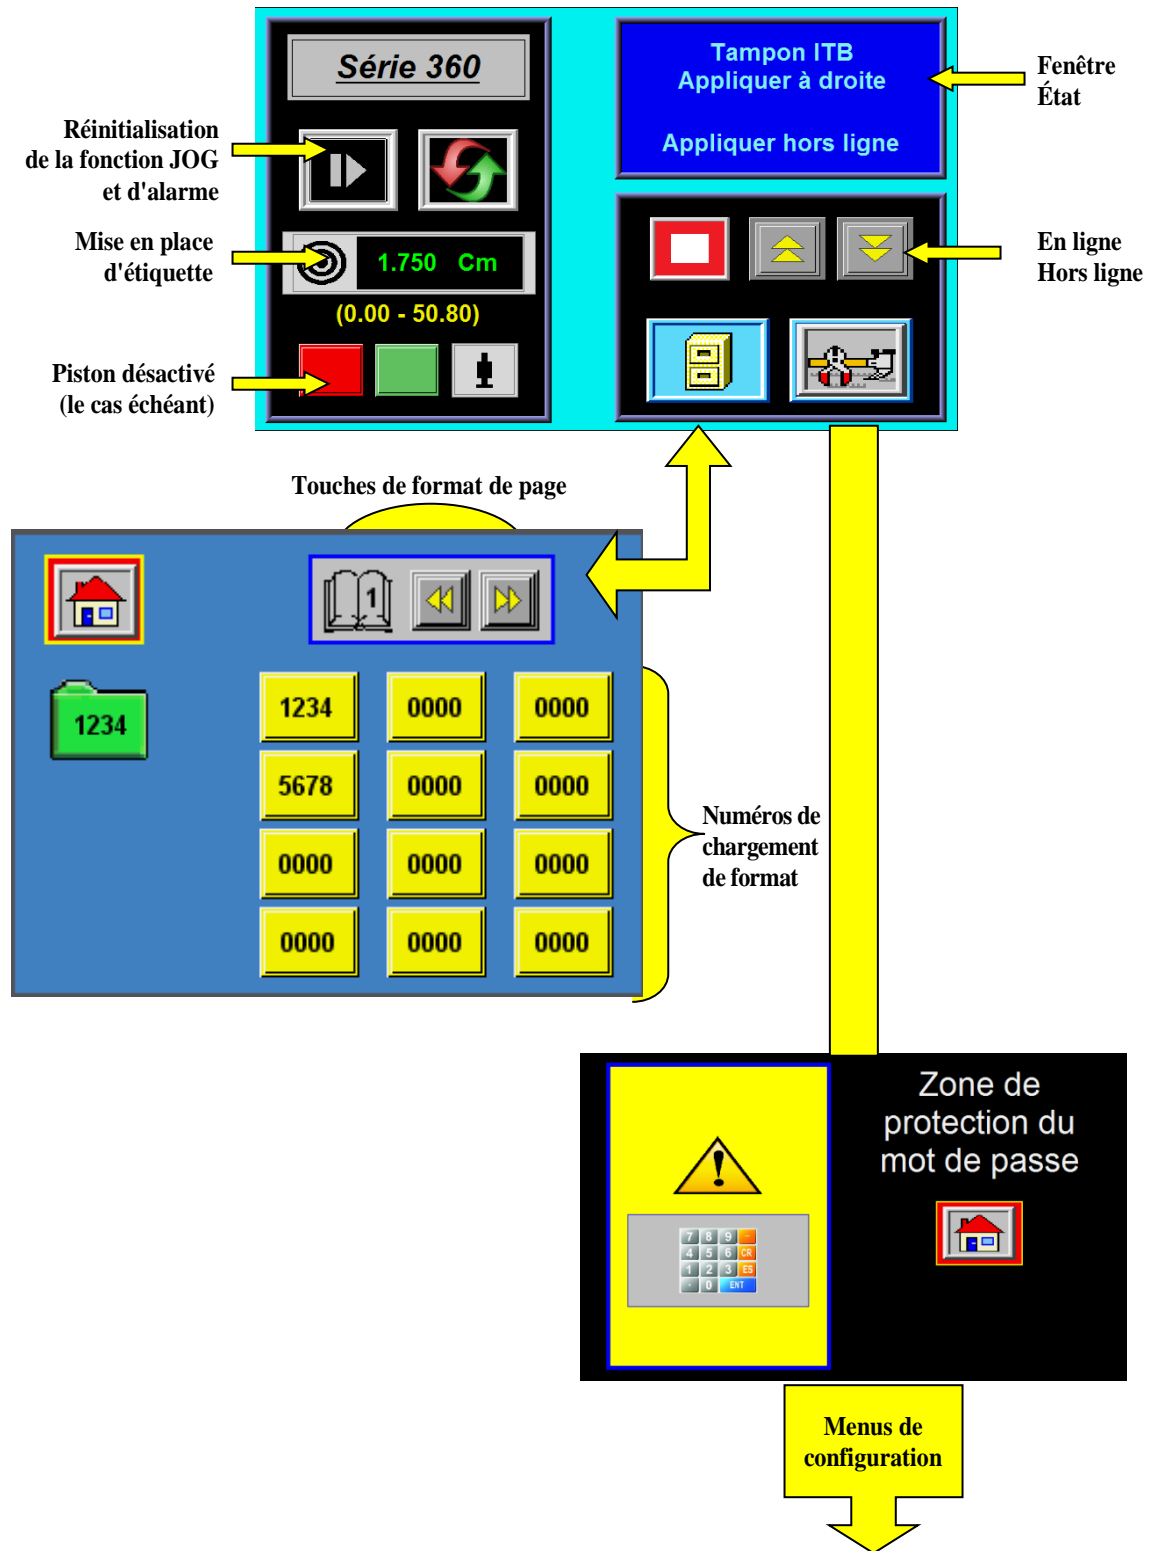 Série 360
Tampon ITB
Appliquer à droite
Appliquer hors ligne
Fenêtre
État
Réinitialisation
de la fonction JOG
et d'alarme
Mise en place
d'étiquette
1.750 Cm
(0.00 - 50.80)
En ligne
Hors ligne
Piston désactivé
(le cas échéant)
Touches de format de page
1
1234
1234 0000 0000
5678 0000 0000
0000 0000 0000
0000 0000 0000
Numéros de
chargement
de format
Zone de
protection du
mot de passe
7 8 9 -
4 5 6 CR
1 2 3 ES
. 0 ENT
Menus de
configuration